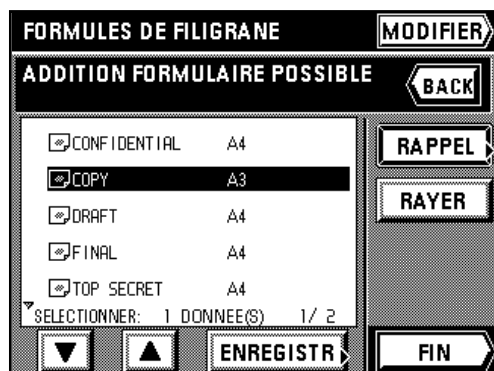 FORMULES DE FILIGRANE MODIFIER
ADDITION FORMULAIRE POSSIBLE BACK
CONFIDENTIAL A4
COPY A3
DRAFT A4
FINAL A4
TOP SECRET A4
SELECTIONNER: 1 DONNEE(S) 1/ 2
RAPPEL
RAYER
ENREGISTR FIN